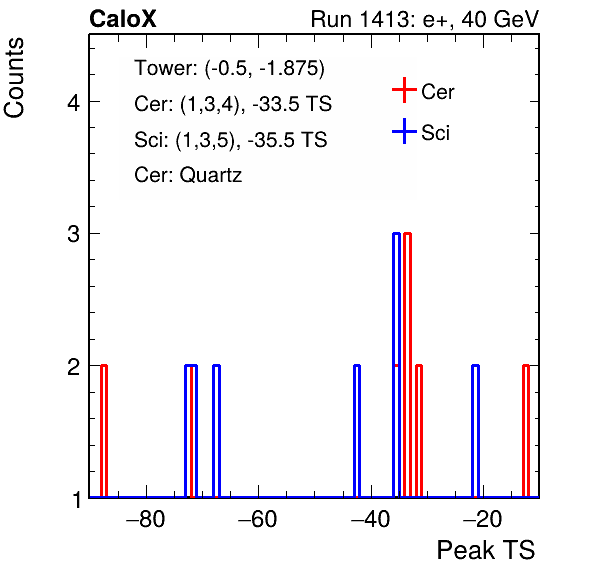 CaloX Run 1413: e+, 40 GeV
Counts
Tower: (-0.5, -1.875)
Cer: (1,3,4), -33.5 TS
Sci: (1,3,5), -35.5 TS
Cer: Quartz
Cer
Sci
4
3
2
1
−80 −60 −40 −20
Peak TS